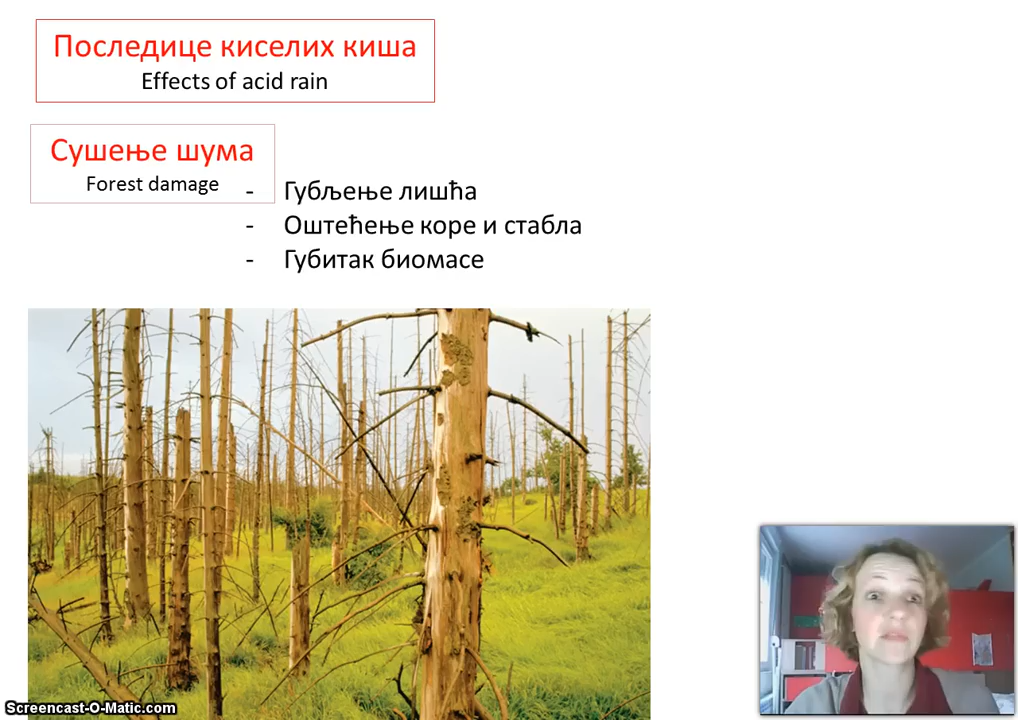 Последице киселих киша
Effects of acid rain
Сушење шума
Forest damage
- Губљење лишћа
- Оштећење коре и стабла
- Губитак биомасе
Screencast-O-Matic.com